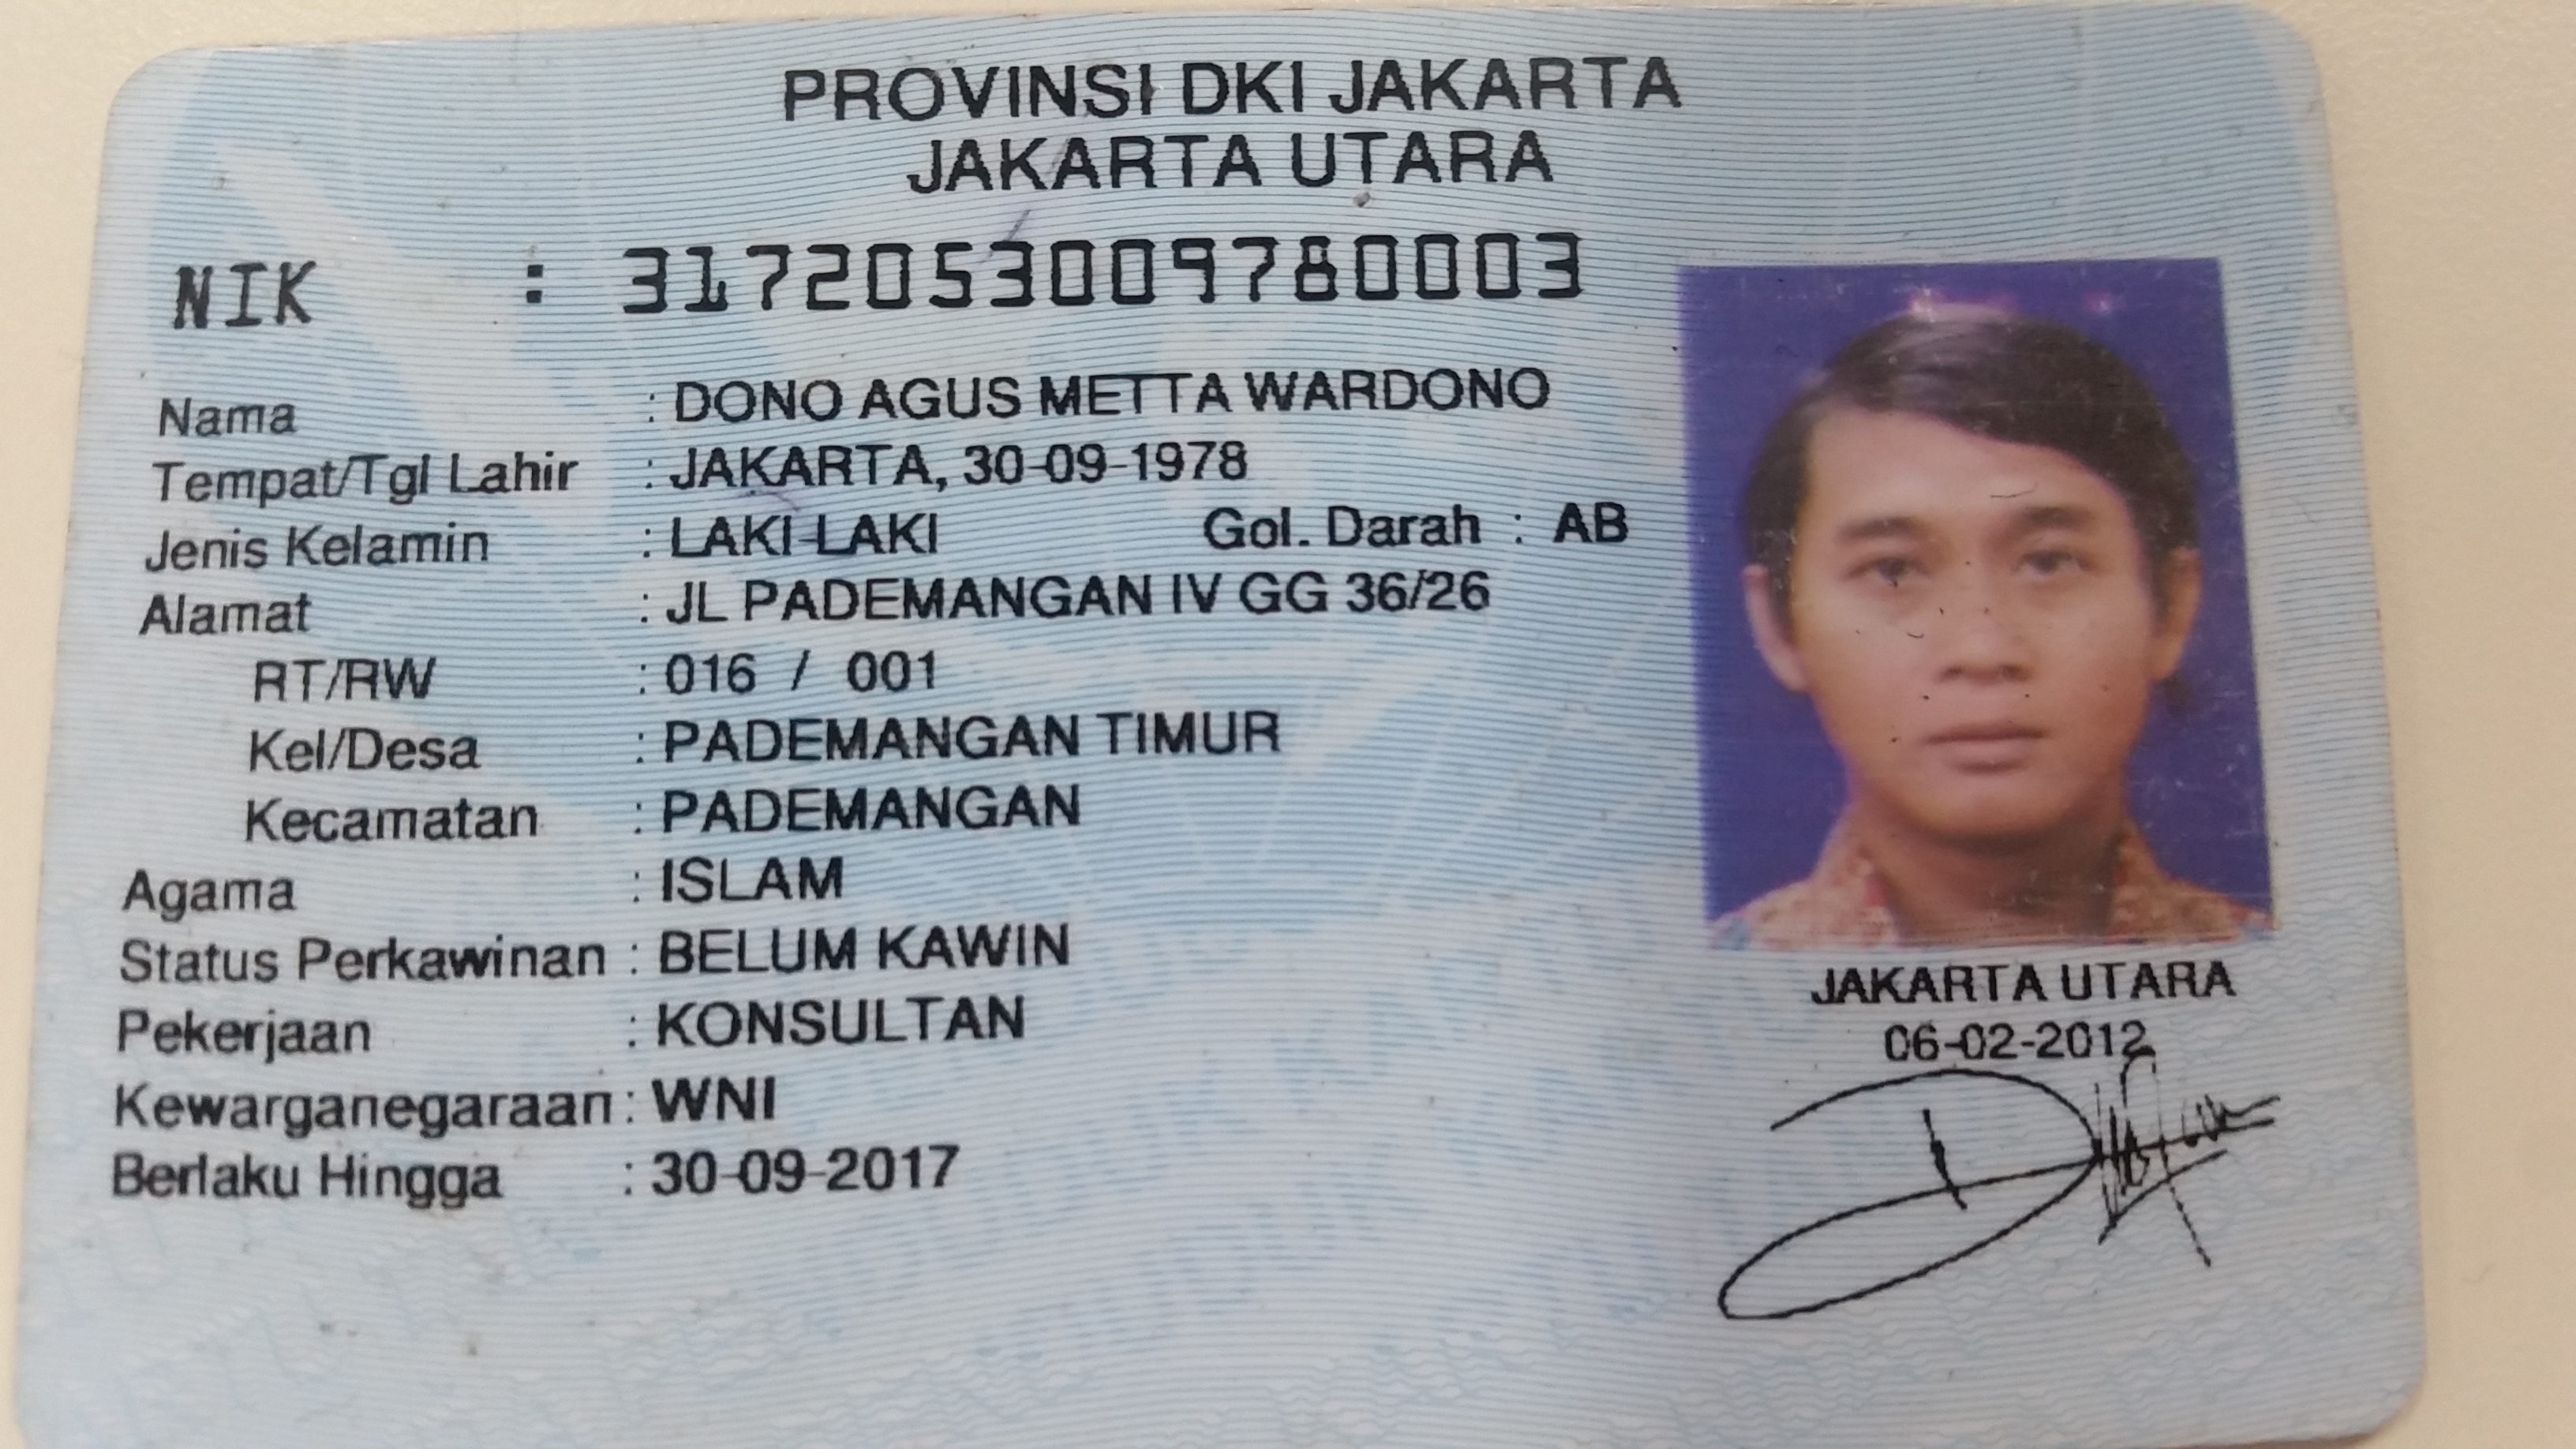 PROVINSI DKI JAKARTA
JAKARTA UTARA
NIK : 3172053009780003
Nama : DONO AGUS METTA WARDONO
Tempat/Tgl Lahir : JAKARTA, 30-09-1978
Jenis Kelamin : LAKI-LAKI Gol. Darah : AB
Alamat : JL PADEMANGAN IV GG 36/26
RT/RW : 016 / 001
Kel/Desa : PADEMANGAN TIMUR
Kecamatan : PADEMANGAN
Agama : ISLAM
Status Perkawinan : BELUM KAWIN
Pekerjaan : KONSULTAN
Kewarganegaraan : WNI
Berlaku Hingga : 30-09-2017
JAKARTA UTARA
06-02-2012